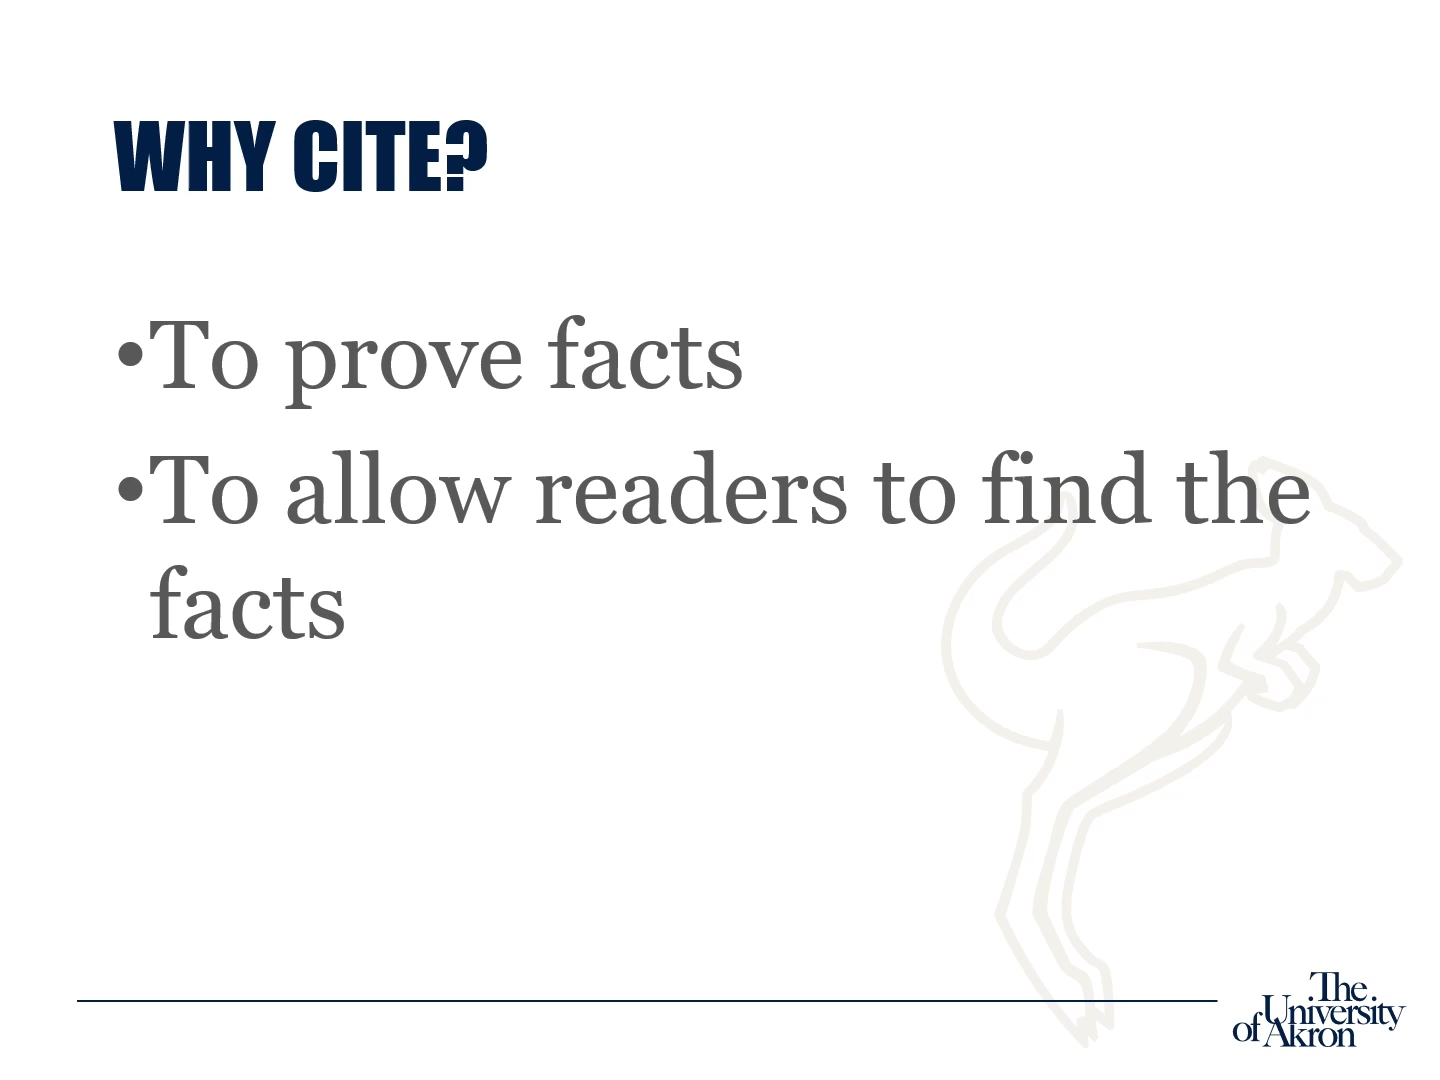 WHY CITE?
•To prove facts
•To allow readers to find the
facts
The
University
of Akron